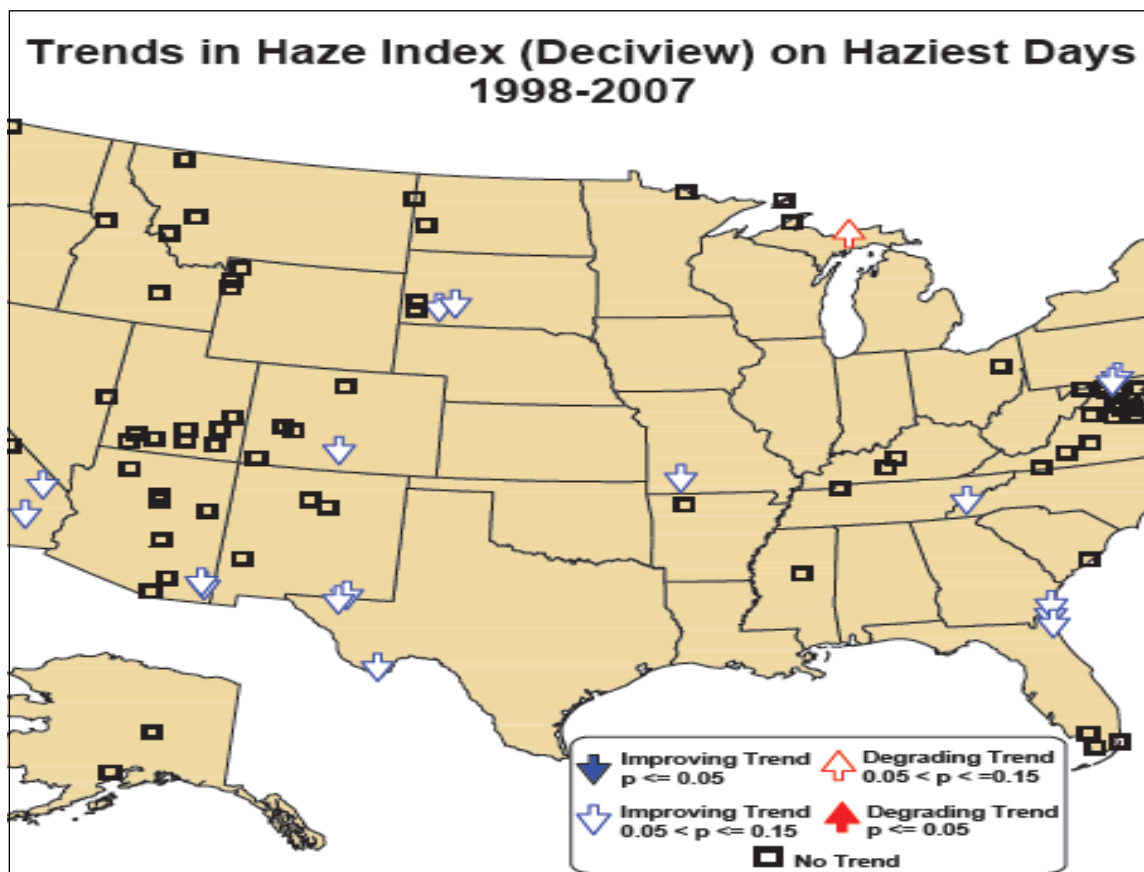 Trends in Haze Index (Deciview) on Haziest Days
1998-2007
Improving Trend
p <= 0.05
Degrading Trend
0.05 < p < =0.15
Improving Trend
0.05 < p <= 0.15
Degrading Trend
p <= 0.05
No Trend